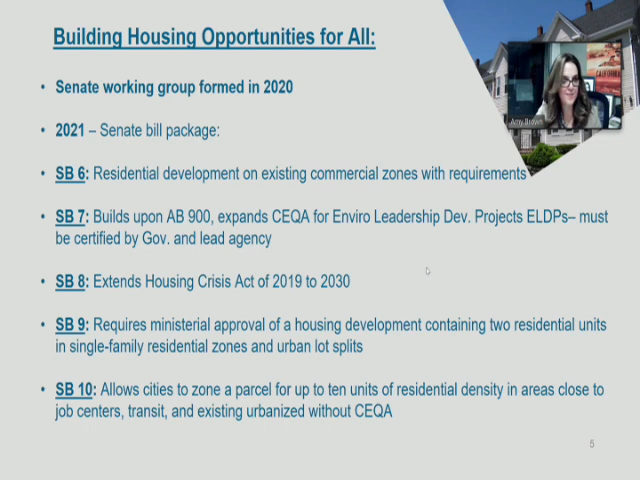 Building Housing Opportunities for All:
• Senate working group formed in 2020
• 2021 – Senate bill package:
• SB 6: Residential development on existing commercial zones with requirements
• SB 7: Builds upon AB 900, expands CEQA for Enviro Leadership Dev. Projects ELDPs– must
be certified by Gov. and lead agency
• SB 8: Extends Housing Crisis Act of 2019 to 2030
• SB 9: Requires ministerial approval of a housing development containing two residential units
in single-family residential zones and urban lot splits
• SB 10: Allows cities to zone a parcel for up to ten units of residential density in areas close to
job centers, transit, and existing urbanized without CEQA
5
CALIFORNIA
Amy Brown